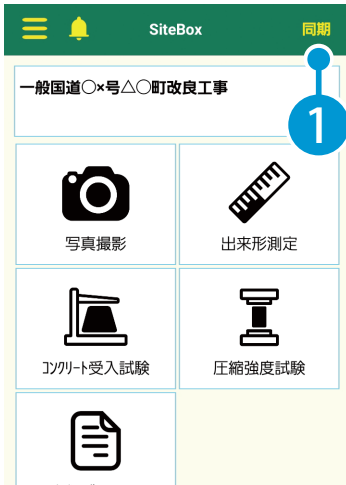 SiteBox
同期
一般国道○×号△○町改良工事
1
写真撮影
出来形測定
ｺﾝｸﾘｰﾄ受入試験
圧縮強度試験